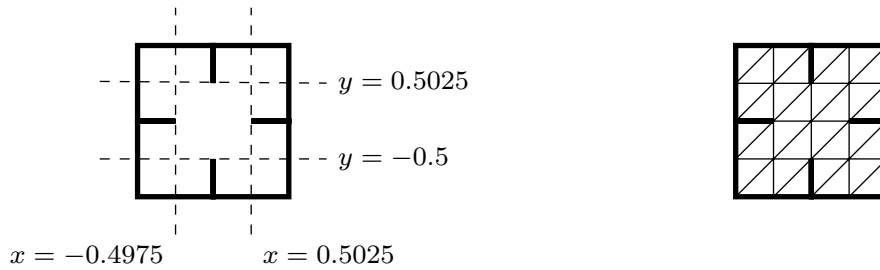 y = 0.5025
y = −0.5
x = −0.4975
x = 0.5025